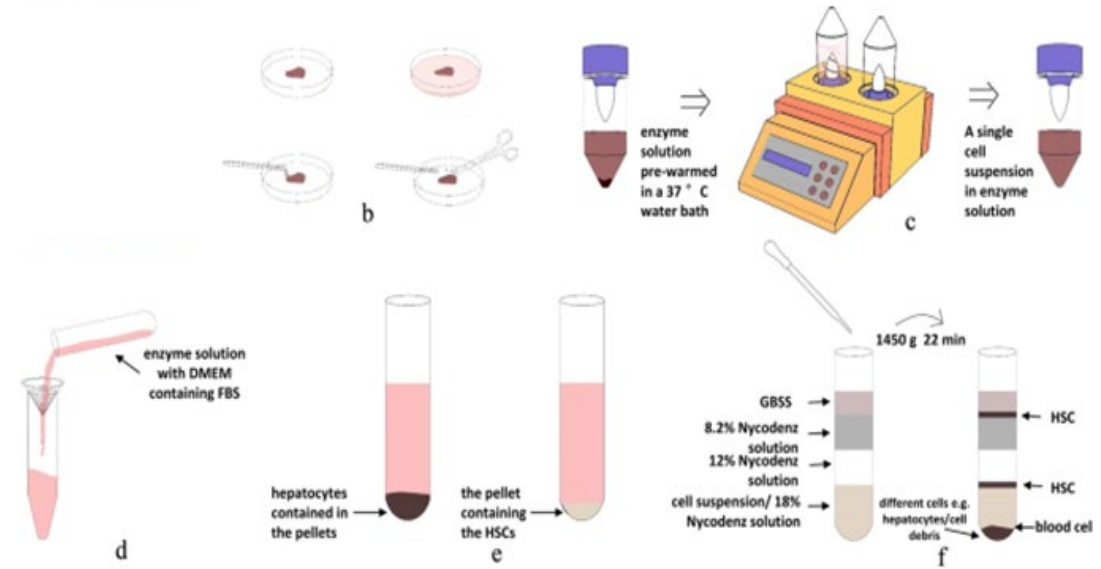 b
enzyme
solution
pre-warmed
in a 37 ° C
water bath
c
A single
cell
suspension
in enzyme
solution
enzyme solution
with DMEM
containing FBS
d
hepatocytes
contained in
the pellets
the pellet
containing
the HSCs
e
1450 g 22 min
GBSS
8.2% Nycodenz
solution
12% Nycodenz
solution
cell suspension/ 18%
Nycodenz solution
HSC
HSC
different cells e.g.
hepatocytes/cell
debris
blood cel
f